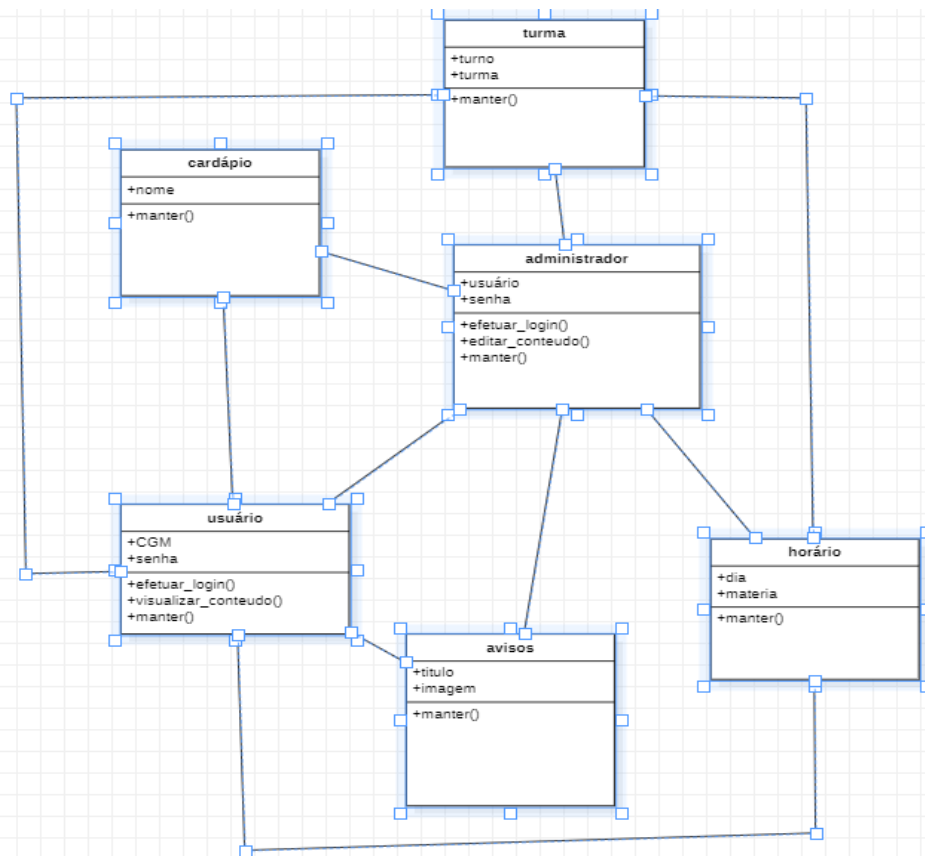 turma
+turno
+turma
+manter()
cardápio
+nome
+manter()
administrador
+usuário
+senha
+efetuar_login()
+editar_conteudo()
+manter()
usuário
+CGM
+senha
+efetuar_login()
+visualizar_conteudo()
+manter()
horário
+dia
+materia
+manter()
avisos
+titulo
+imagem
+manter()